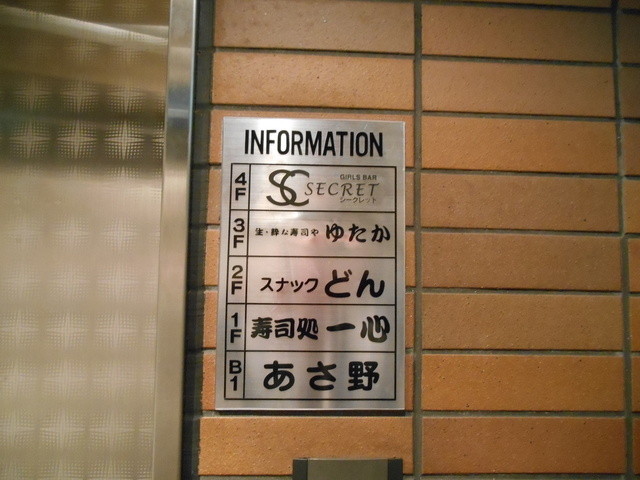 INFORMATION
4F SC GIRLS BAR SECRET シークレット
3F 生・粋な寿司や ゆたか
2F スナック どん
1F 寿司処 一心
B1 あさ野